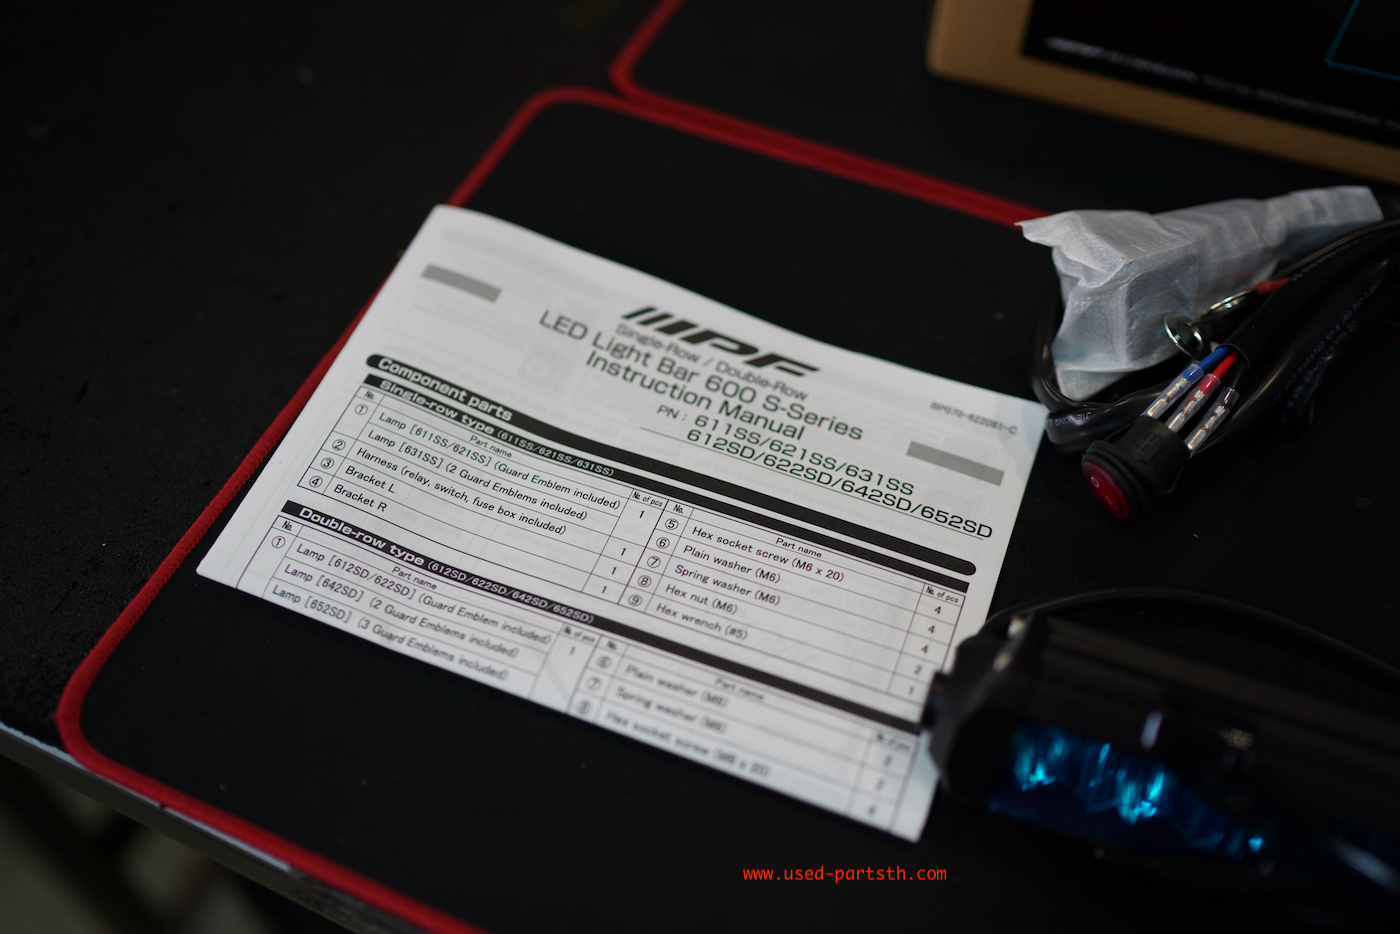 IPF
Single-Row / Double-Row
LED Light Bar 600 S-Series
Instruction Manual
PN : 611SS/621SS/631SS
612SD/622SD/642SD/652SD
Component parts
Single-row type (611SS/621SS/631SS)
№. Part name № of pcs
① Lamp [611SS/621SS] (Guard Emblem included) 1
Lamp [631SS] (2 Guard Emblems included)
② Harness (relay, switch, fuse box included) 1
③ Bracket L 1
④ Bracket R 1
№. Part name № of pcs
⑤ Hex socket screw (M6 x 20) 4
⑥ Plain washer (M6) 4
⑦ Spring washer (M6) 4
⑧ Hex nut (M6) 2
⑨ Hex wrench (#5) 1
Double-row type (612SD/622SD/642SD/652SD)
№. Part name № of pcs
① Lamp [612SD/622SD] (Guard Emblem included) 1
Lamp [642SD] (2 Guard Emblems included)
Lamp [652SD] (3 Guard Emblems included)
№. Part name № of pcs
⑥ Plain washer
⑦ Spring washer
⑧ Hex socket screw
www.used-partsth.com